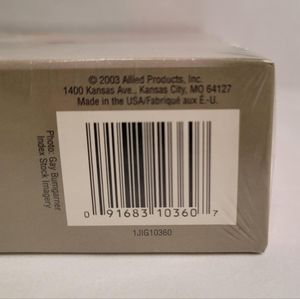 © 2003 Allied Products, Inc.
1400 Kansas Ave., Kansas City, MO 64127
Made in the USA/Fabriqué aux É.-U.
Photo: Gay Bumgarner
Index Stock Imagery
0 91683 10360 7
1JIG10360